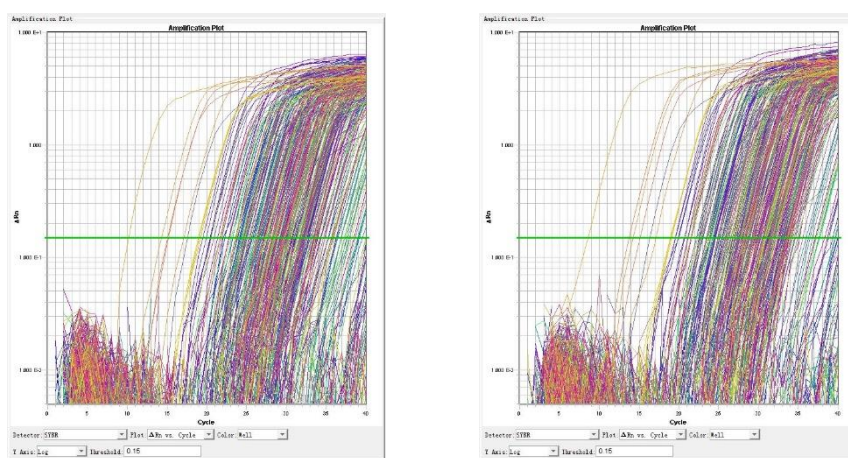 Amplification Plot
Amplification Plot
1.000 E+1
1.000
ΔRn
1.000 E-1
1.000 E-2
0 5 10 15 20 25 30 35 40
Cycle
Detector: SYBR Plot: ΔRn vs. Cycle Color: Well
Y Axis: Log Threshold: 0.15
Amplification Plot
Amplification Plot
1.000 E+1
1.000
ΔRn
1.000 E-1
1.000 E-2
0 5 10 15 20 25 30 35 40
Cycle
Detector: SYBR Plot: ΔRn vs. Cycle Color: Well
Y Axis: Log Threshold: 0.15